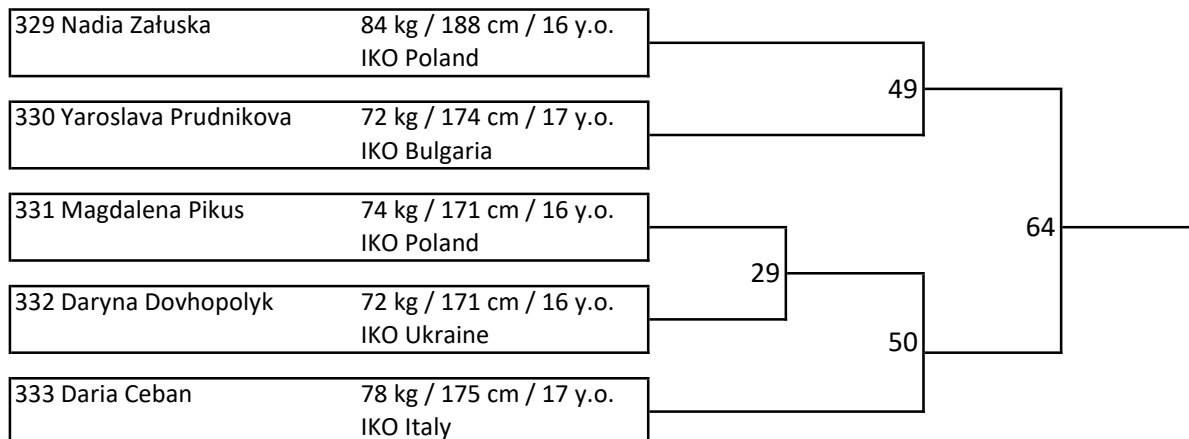 329 Nadia Załuska 84 kg / 188 cm / 16 y.o.
IKO Poland
49
330 Yaroslava Prudnikova 72 kg / 174 cm / 17 y.o.
IKO Bulgaria
331 Magdalena Pikus 74 kg / 171 cm / 16 y.o.
IKO Poland
64
29
332 Daryna Dovhopolyk 72 kg / 171 cm / 16 y.o.
IKO Ukraine
50
333 Daria Ceban 78 kg / 175 cm / 17 y.o.
IKO Italy